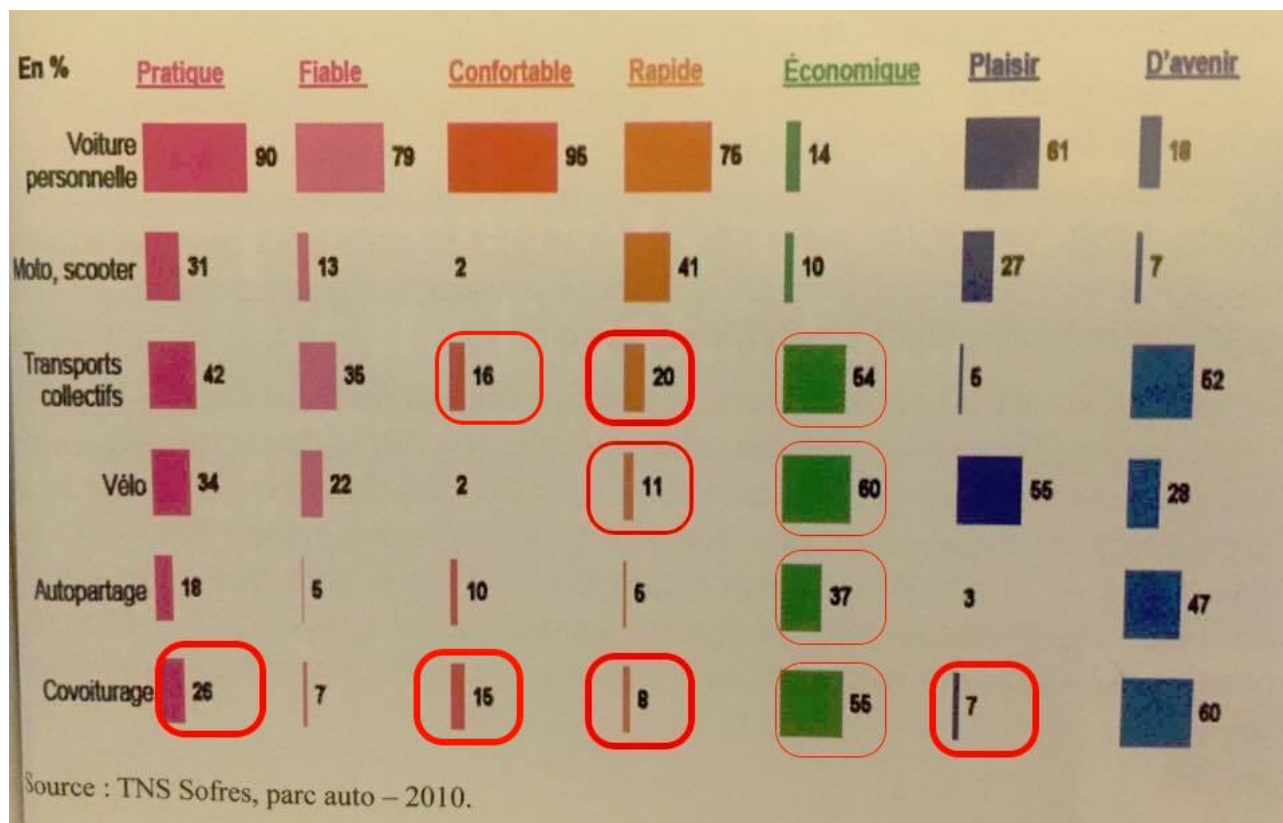 En % Pratique Fiable Confortable Rapide Économique Plaisir D'avenir
Voiture
personnelle 90 79 95 14 61 18
Moto, scooter 31 13 2 41 10 27 7
Transports
collectifs 42 35 16 20 54 5 52
Vélo 34 22 2 11 60 55 28
Autopartage 18 5 10 37 3 47
Covoiturage 26 7 15 8 55 7 60
Source : TNS Sofres, parc auto – 2010.